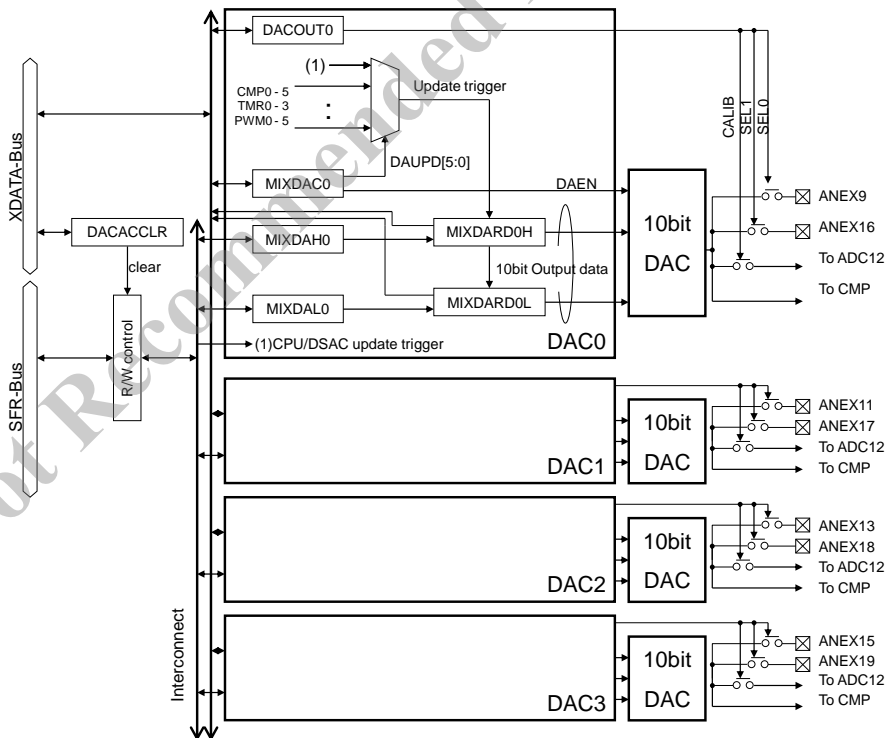 ot Recommended
XDATA-Bus
SFR-Bus
DACACCLR
clear
R/W control
Interconnect
DACOUT0
(1)
CMP0 - 5
TMR0 - 3
PWM0 - 5
:
Update trigger
DAUPD[5:0]
MIXDAC0
DAEN
MIXDAH0
MIXDARD0H
10bit Output data
MIXDAL0
MIXDARD0L
(1)CPU/DSAC update trigger
DAC0
10bit
DAC
CALIB
SEL1
SEL0
ANEX9
ANEX16
To ADC12
To CMP
DAC1
10bit
DAC
ANEX11
ANEX17
To ADC12
To CMP
DAC2
10bit
DAC
ANEX13
ANEX18
To ADC12
To CMP
DAC3
10bit
DAC
ANEX15
ANEX19
To ADC12
To CMP